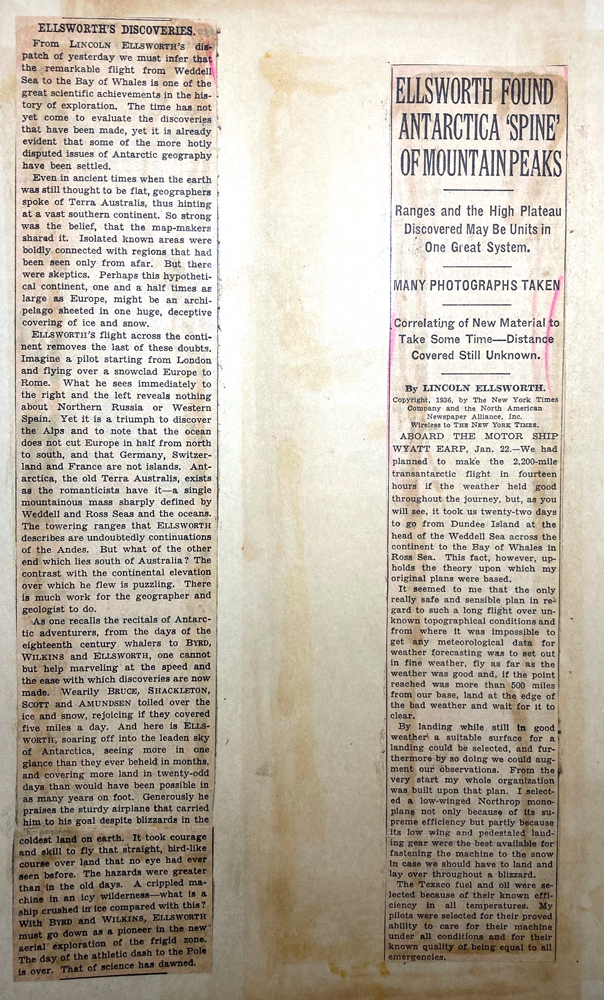 ELLSWORTH'S DISCOVERIES.
From LINCOLN ELLSWORTH'S dis-
patch of yesterday we must infer that
the remarkable flight from Weddell
Sea to the Bay of Whales is one of the
great scientific achievements in the his-
tory of exploration. The time has not
yet come to evaluate the discoveries
that have been made, yet it is already
evident that some of the more hotly
disputed issues of Antarctic geography
have been settled.
Even in ancient times when the earth
was still thought to be flat, geographers
spoke of Terra Australis, thus hinting
at a vast southern continent. So strong
was the belief, that the map-makers
shared it. Isolated known areas were
boldly connected with regions that had
been seen only from afar. But there
were skeptics. Perhaps this hypotheti-
cal continent, one and a half times as
large as Europe, might be an archi-
pelago sheeted in one huge, deceptive
covering of ice and snow.
ELLSWORTH'S flight across the conti-
nent removes the last of these doubts.
Imagine a pilot starting from London
and flying over a snowclad Europe to
Rome. What he sees immediately to
the right and the left reveals nothing
about Northern Russia or Western
Spain. Yet it is a triumph to discover
the Alps and to note that the ocean
does not cut Europe in half from north
to south, and that Germany, Switzer-
land and France are not islands. Ant-
arctica, the old Terra Australis, exists
as the romanticists have it—a single
mountainous mass sharply defined by
Weddell and Ross Seas and the oceans.
The towering ranges that ELLSWORTH
describes are undoubtedly continuations
of the Andes. But what of the other
end which lies south of Australia? The
contrast with the continental elevation
over which he flew is puzzling. There
is much work for the geographer and
geologist to do.
As one recalls the recitals of Antarc-
tic adventurers, from the days of the
eighteenth century whalers to BYRD,
WILKINS and ELLSWORTH, one cannot
but help marveling at the speed and
the ease with which discoveries are now
made. Wearily BRUCE, SHACKLETON,
SCOTT and AMUNDSEN toiled over the
ice and snow, rejoicing if they covered
five miles a day. And here is ELLS-
WORTH, soaring off into the leaden sky
of Antarctica, seeing more in one
glance than they ever beheld in months,
and covering more land in twenty-odd
days than would have been possible in
as many years on foot. Generously he
praises the sturdy airplane that carried
him to his goal despite blizzards in the
coldest land on earth. It took courage
and skill to fly that straight, bird-like
course over land that no eye had ever
seen before. The hazards were greater
than in the old days. A crippled ma-
chine in an icy wilderness—what is a
ship crushed in ice compared with this?
With BYRD and WILKINS, ELLSWORTH
must go down as a pioneer in the new
aerial exploration of the frigid zone.
The day of the athletic dash to the Pole
is over. That of science has dawned.
ELLSWORTH FOUND
ANTARCTICA 'SPINE'
OF MOUNTAIN PEAKS
Ranges and the High Plateau
Discovered May Be Units in
One Great System.
MANY PHOTOGRAPHS TAKEN
Correlating of New Material to
Take Some Time—Distance
Covered Still Unknown.
By LINCOLN ELLSWORTH.
Copyright, 1936, by The New York Times
Company and the North American
Newspaper Alliance, Inc.
Wireless to THE NEW YORK TIMES.
ABOARD THE MOTOR SHIP
WYATT EARP, Jan. 22.—We had
planned to make the 2,200-mile
transantarctic flight in fourteen
hours if the weather held good
throughout the journey, but, as you
will see, it took us twenty-two days
to go from Dundee Island at the
head of the Weddell Sea across the
continent to the Bay of Whales in
Ross Sea. This fact, however, up-
holds the theory upon which my
original plans were based.
It seemed to me that the only
really safe and sensible plan in re-
gard to such a long flight over un-
known topographical conditions and
from where it was impossible to
get any meteorological data for
weather forecasting was to set out
in fine weather, fly as far as the
weather was good and, if the point
reached was more than 500 miles
from our base, land at the edge of
the bad weather and wait for it to
clear.
By landing while still in good
weather a suitable surface for a
landing could be selected, and fur-
thermore by so doing we could aug-
ment our observations. From the
very start my whole organization
was built upon that plan. I select-
ed a low-winged Northrop mono-
plane not only because of its su-
preme efficiency but partly because
its low wing and pedestaled land-
ing gear were the best available for
fastening the machine to the snow
in case we should have to land and
lay over throughout a blizzard.
The Texaco fuel and oil were se-
lected because of their known effi-
ciency in all temperatures. My
pilots were selected for their proved
ability to care for their machine
under all conditions and for their
known quality of being equal to all
emergencies.